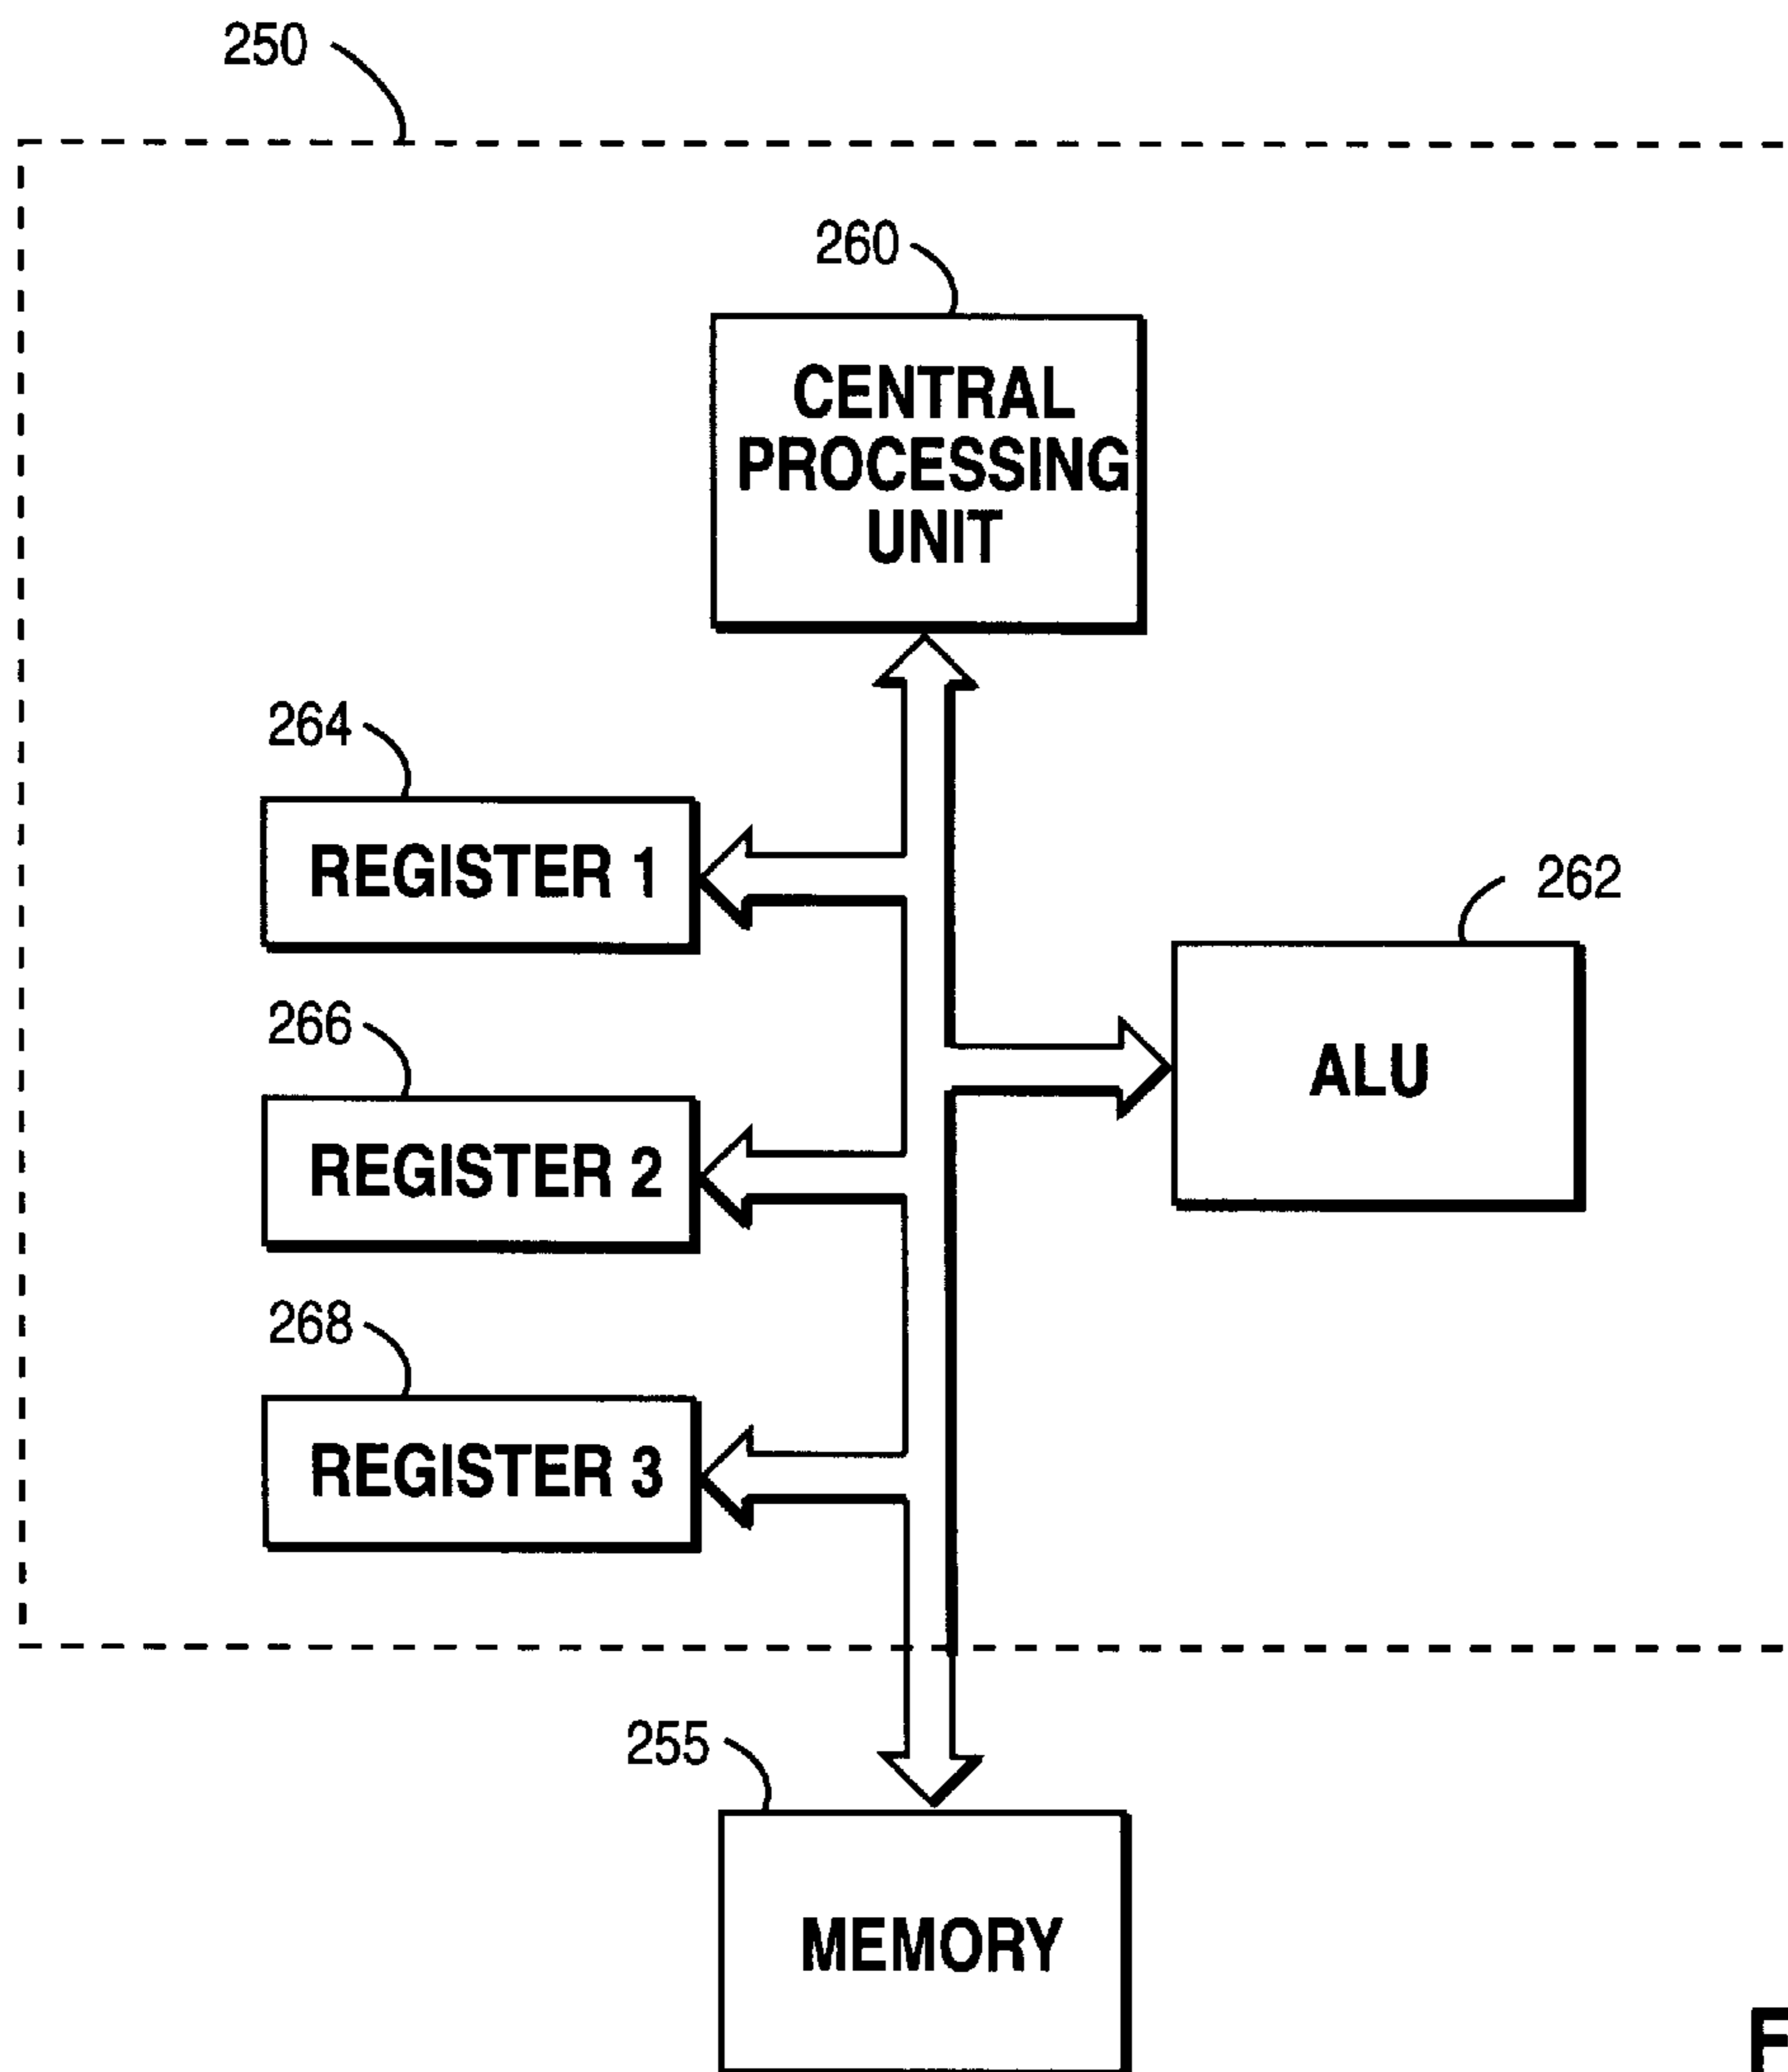 250
260
CENTRAL
PROCESSING
UNIT
264
REGISTER 1
262
ALU
266
REGISTER 2
268
REGISTER 3
255
MEMORY